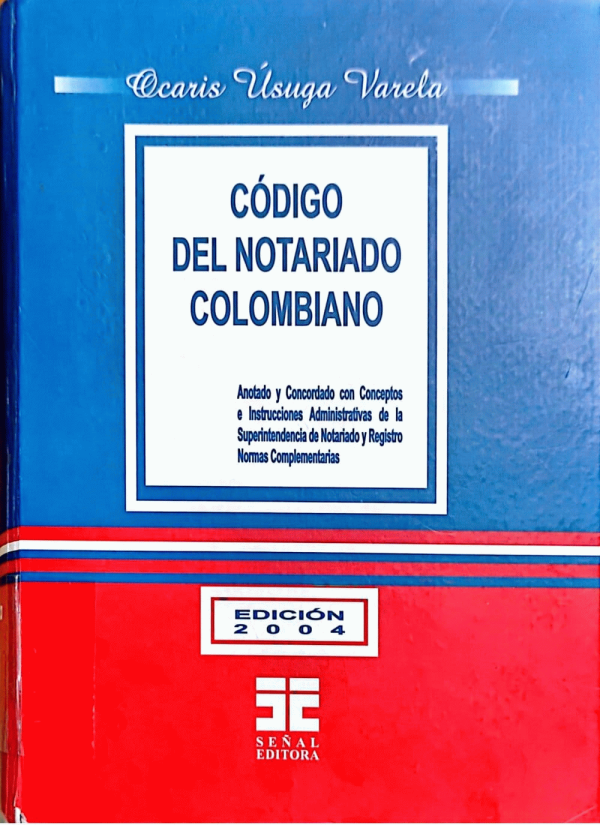 Ocaris Úsuga Varela
CÓDIGO
DEL NOTARIADO
COLOMBIANO
Anotado y Concordado con Conceptos
e Instrucciones Administrativas de la
Superintendencia de Notariado y Registro
Normas Complementarias
EDICIÓN
2004
SEÑAL
EDITORA